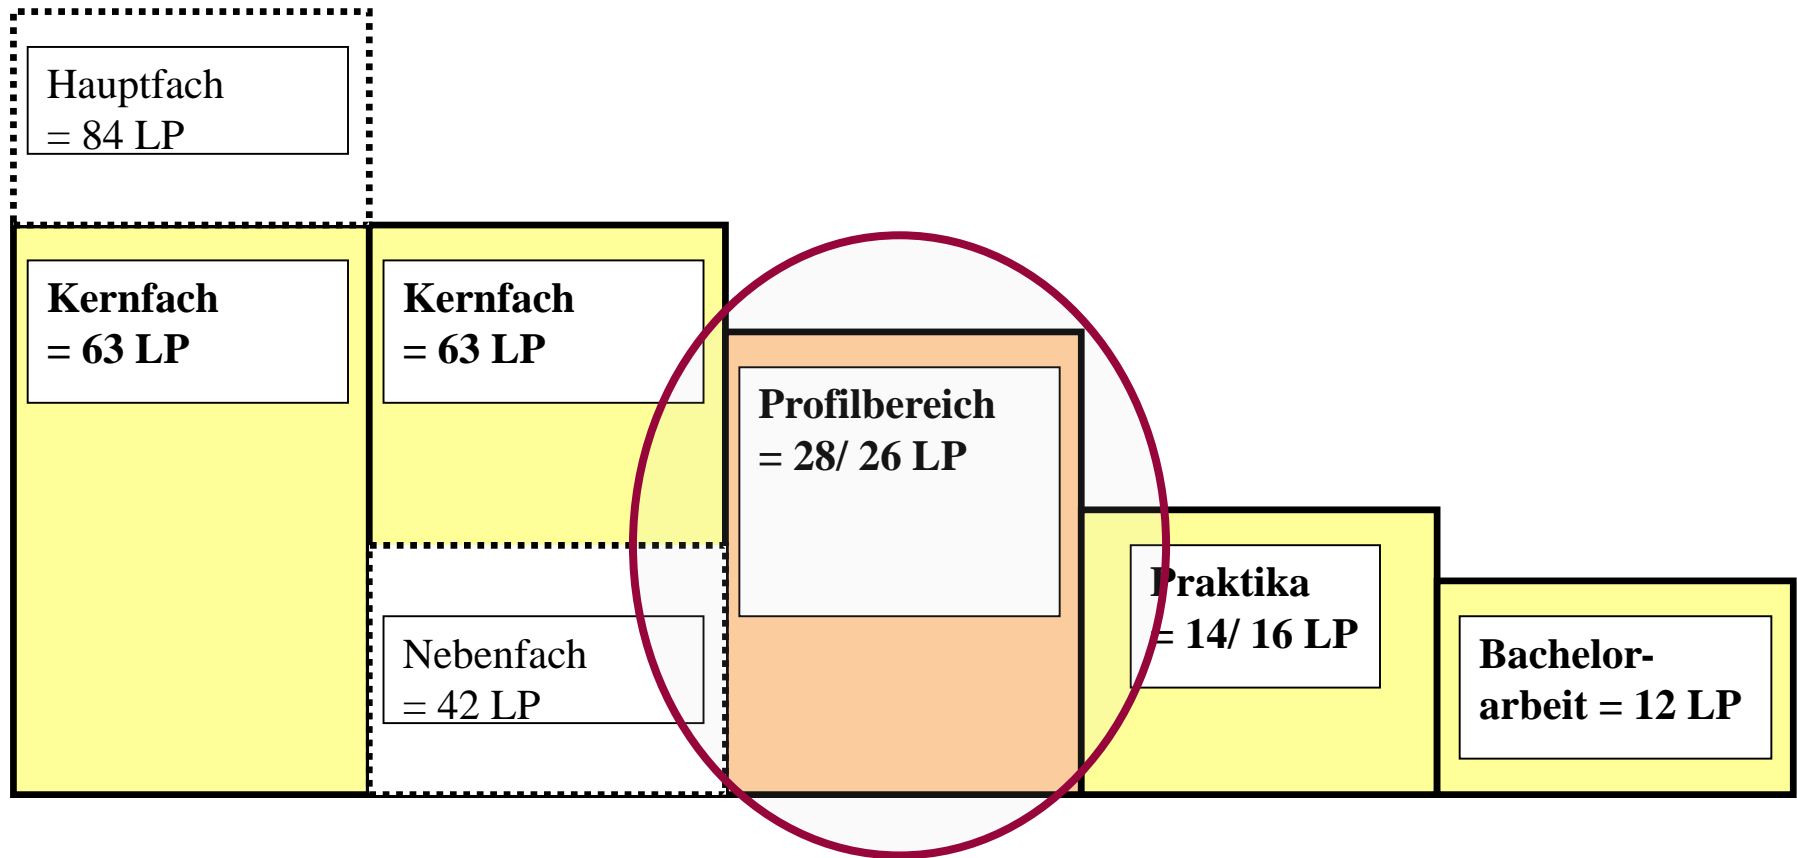 Hauptfach
= 84 LP
Kernfach
= 63 LP
Kernfach
= 63 LP
Profilbereich
= 28/ 26 LP
Praktika
= 14/ 16 LP
Nebenfach
= 42 LP
Bachelor-
arbeit = 12 LP